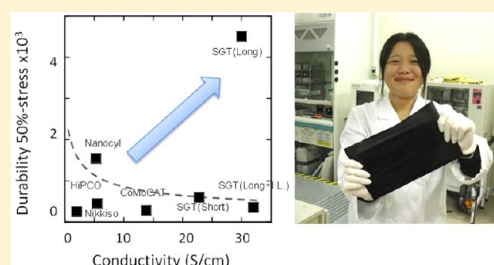 Durability 50%-stress x10³
4
2
0
0
10
20
30
SGT(Long)
Nanocyl
HiPCO
Nikkiso
CoMoCAT
SGT(Short)
SGT(Long+I.L.)
Conductivity (S/cm)